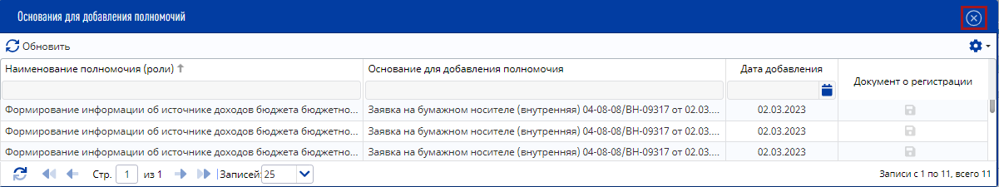 Основания для добавления полномочий
Обновить
Наименование полномочия (роли) Основание для добавления полномочия Дата добавления Документ о регистрации
Формирование информации об источнике доходов бюджета бюджетно... Заявка на бумажном носителе (внутренняя) 04-08-08/ВН-09317 от 02.03.... 02.03.2023
Формирование информации об источнике доходов бюджета бюджетно... Заявка на бумажном носителе (внутренняя) 04-08-08/ВН-09317 от 02.03.... 02.03.2023
Формирование информации об источнике доходов бюджета бюджетно... Заявка на бумажном носителе (внутренняя) 04-08-08/ВН-09317 от 02.03.... 02.03.2023
Стр. 1 из 1 Записей: 25 Записи с 1 по 11, всего 11